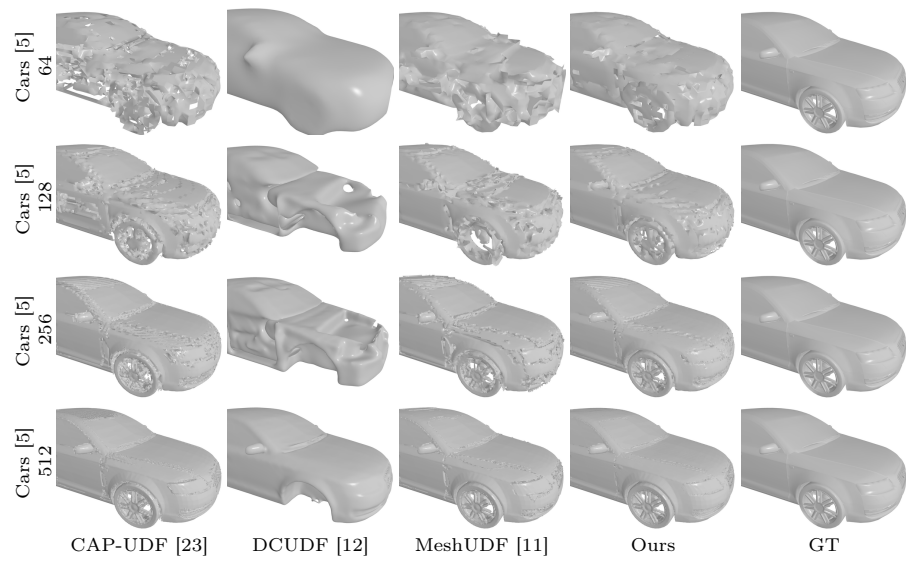 Cars [5]
64
Cars [5]
128
Cars [5]
256
Cars [5]
512
CAP-UDF [23] DCUDF [12] MeshUDF [11] Ours GT